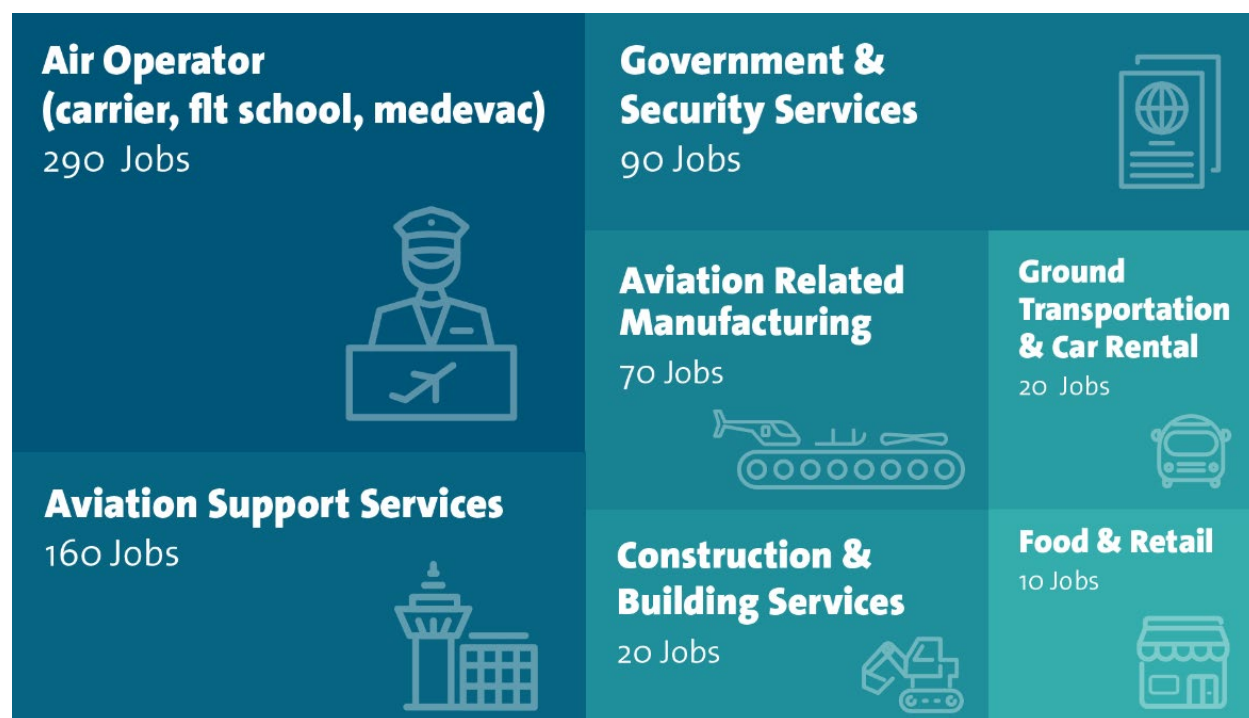 Air Operator
(carrier, flt school, medevac)
290 Jobs
Government &
Security Services
90 Jobs
Aviation Related
Manufacturing
70 Jobs
Ground
Transportation
& Car Rental
20 Jobs
Aviation Support Services
160 Jobs
Construction &
Building Services
20 Jobs
Food & Retail
10 Jobs